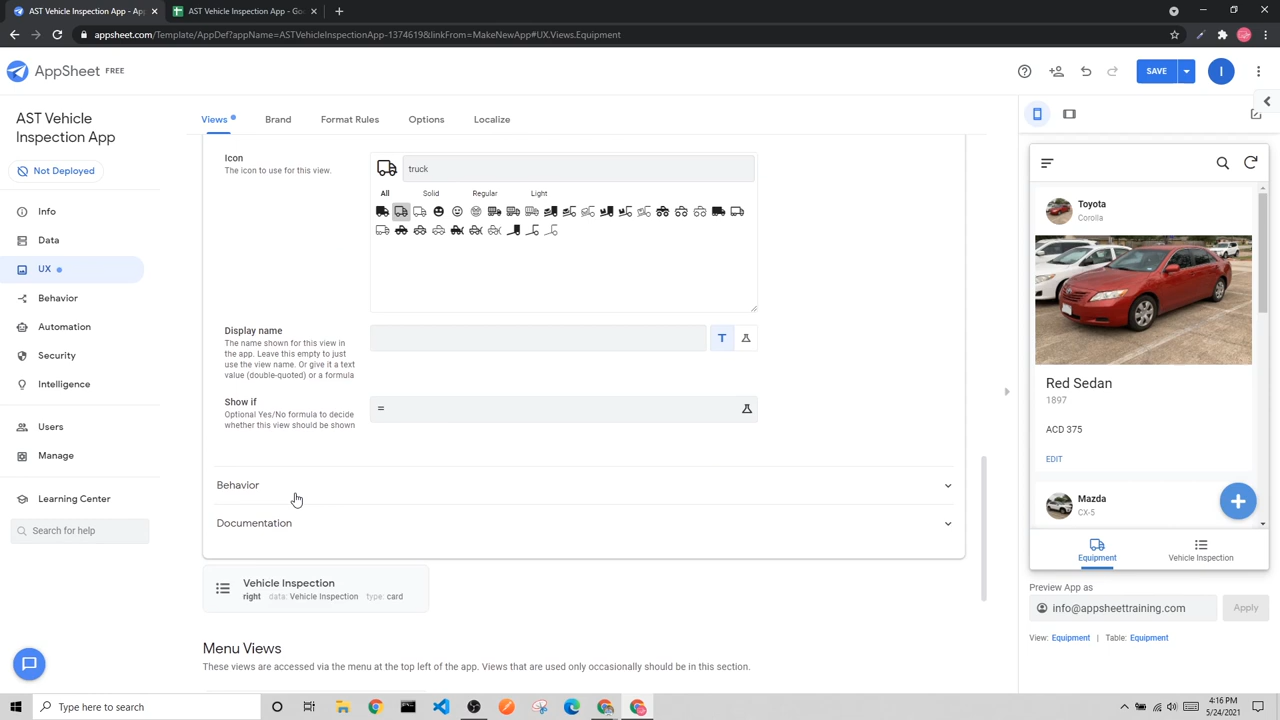 AST Vehicle Inspection App - App
AST Vehicle Inspection App - Goo
appsheet.com/Template/AppDef?appName=ASTVehicleInspectionApp-1374619&linkFrom=MakeNewApp#UX.Views.Equipment
AppSheet FREE
SAVE
I
AST Vehicle
Inspection App
Not Deployed
Info
Data
UX
Behavior
Automation
Security
Intelligence
Users
Manage
Learning Center
Search for help
Views
Brand
Format Rules
Options
Localize
Icon
The icon to use for this view.
truck
All
Solid
Regular
Light
Display name
The name shown for this view in
the app. Leave this empty to just
use the view name. Or give it a text
value (double-quoted) or a formula
T
Show if
Optional Yes/No formula to decide
whether this view should be shown
=
Behavior
Documentation
Vehicle Inspection
right data: Vehicle Inspection type: card
Menu Views
These views are accessed via the menu at the top left of the app. Views that are used only occasionally should be in this section.
Toyota
Corolla
Red Sedan
1897
ACD 375
EDIT
Mazda
CX-5
Equipment
Vehicle Inspection
Preview App as
info@appsheettraining.com
Apply
View: Equipment | Table: Equipment
Type here to search
4:16 PM
5/24/2021